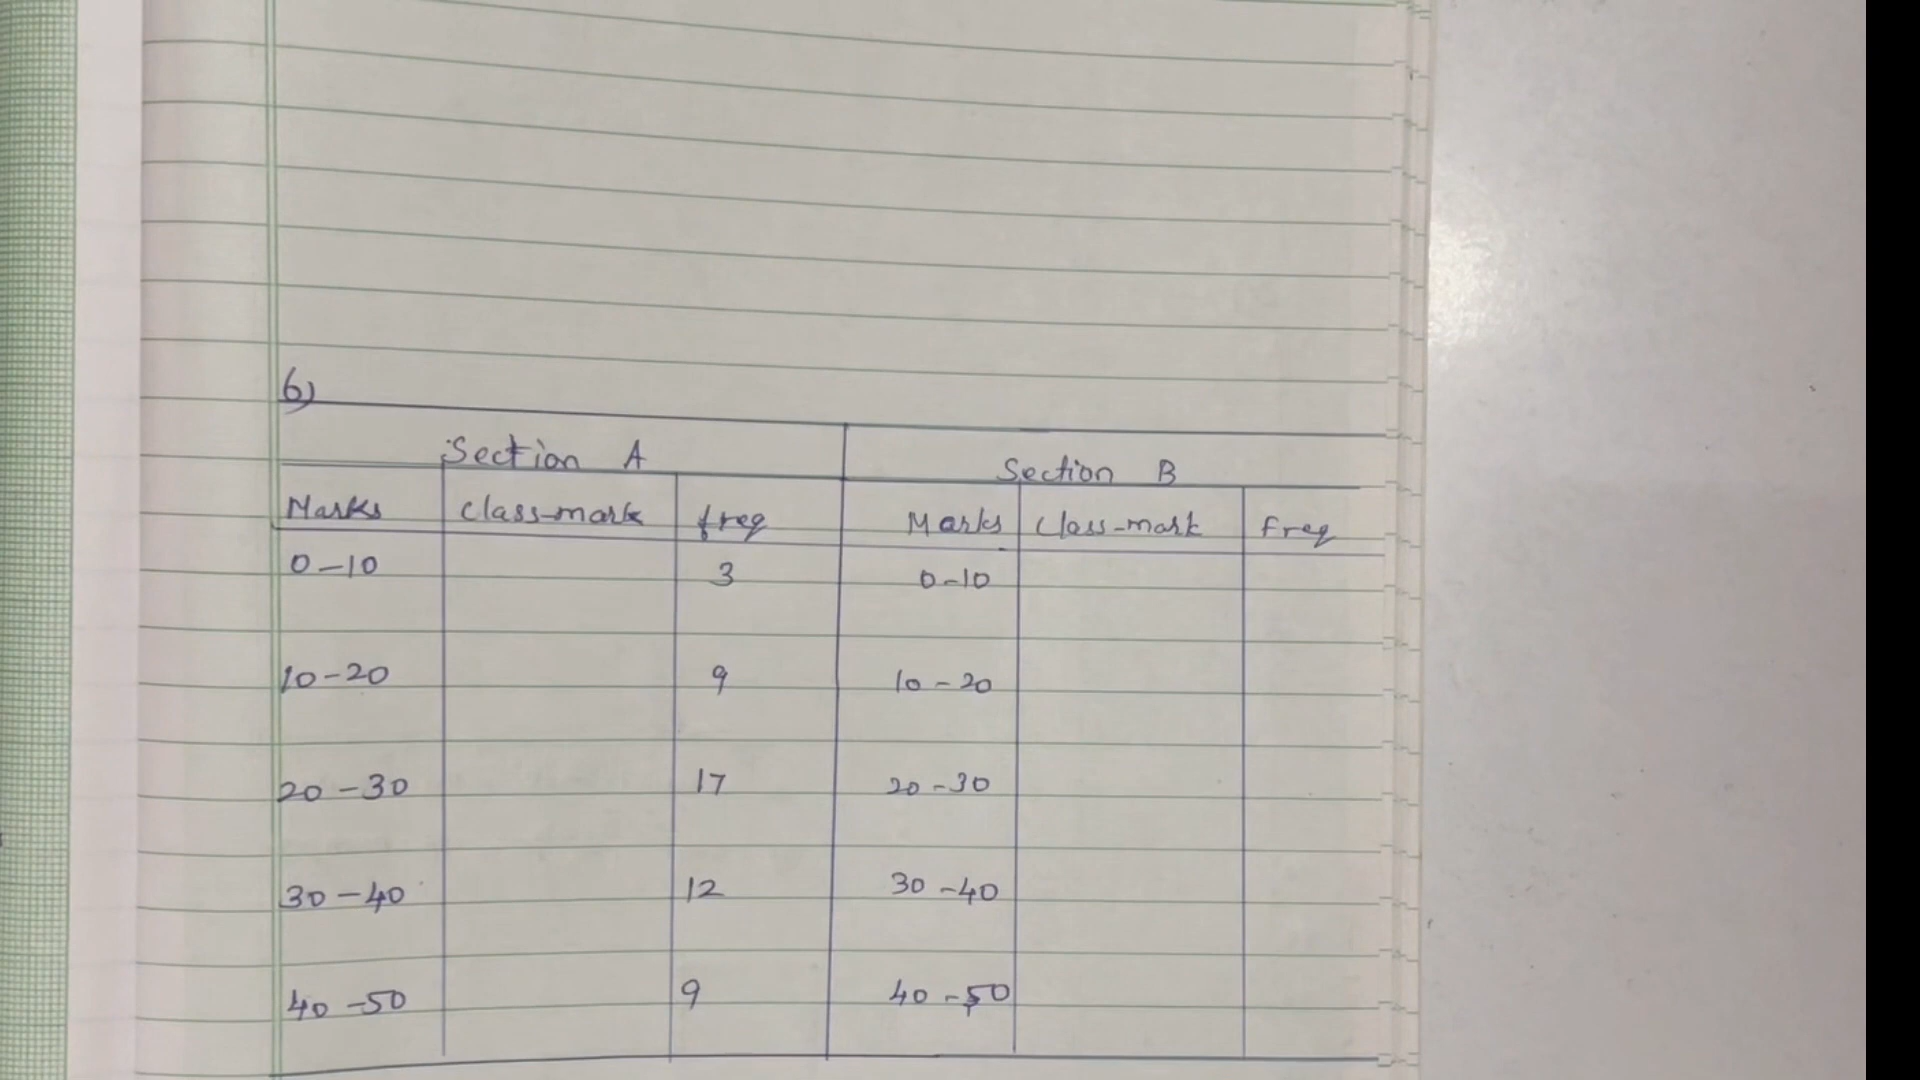 6)
Section A Section B
Marks class-mark freq Marks Class-mark Freq
0-10 3 0-10
10-20 9 10-20
20-30 17 20-30
30-40 12 30-40
40-50 9 40-50